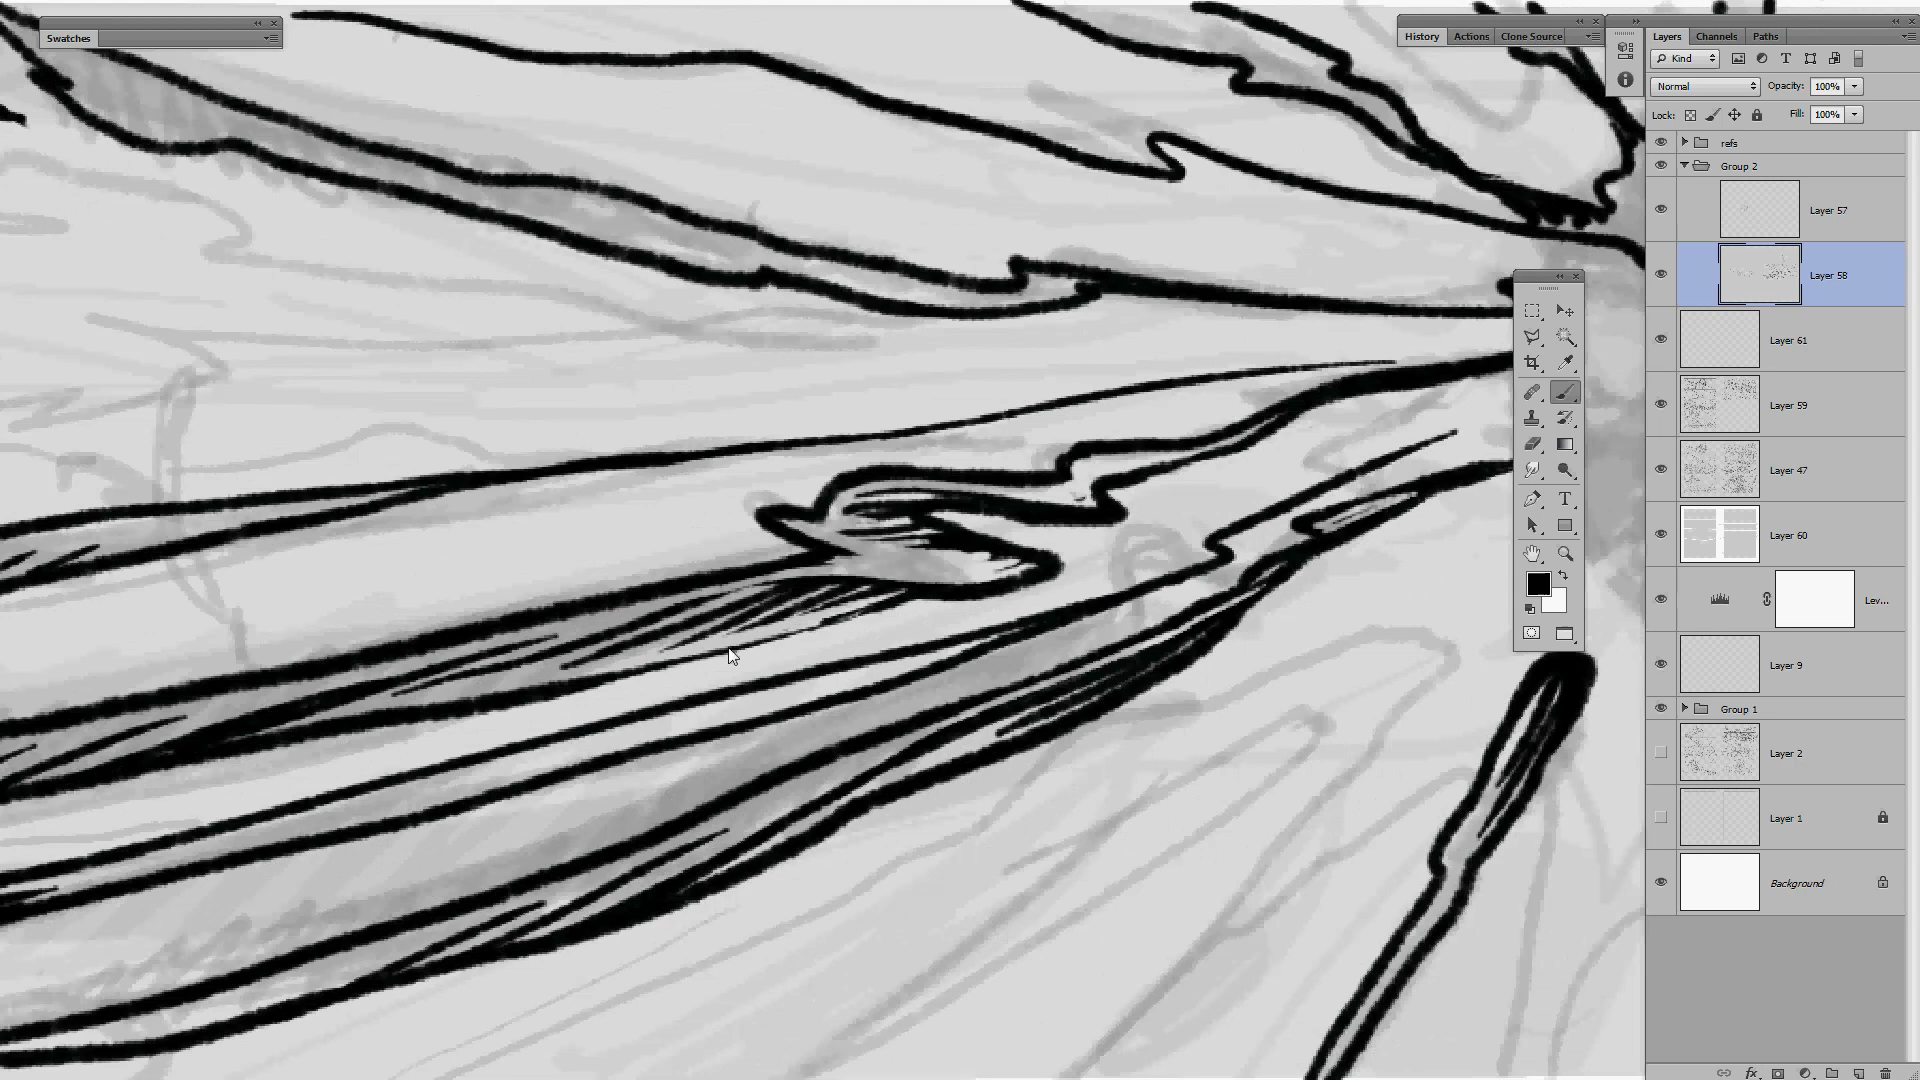 Swatches
History Actions Clone Source
Layers Channels Paths
Kind
Normal Opacity: 100%
Lock: Fill: 100%
refs
Group 2
Layer 57
Layer 58
Layer 61
Layer 59
Layer 47
Layer 60
Lev...
Layer 9
Group 1
Layer 2
Layer 1
Background